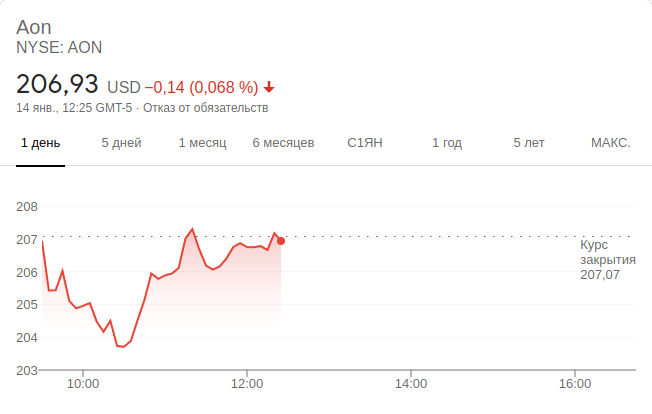 Aon
NYSE: AON
206,93 USD −0,14 (0,068 %)
14 янв., 12:25 GMT-5 · Отказ от обязательств
1 день 5 дней 1 месяц 6 месяцев С1ЯН 1 год 5 лет МАКС.
208
207
206
205
204
203
Курс
закрытия
207,07
10:00 12:00 14:00 16:00